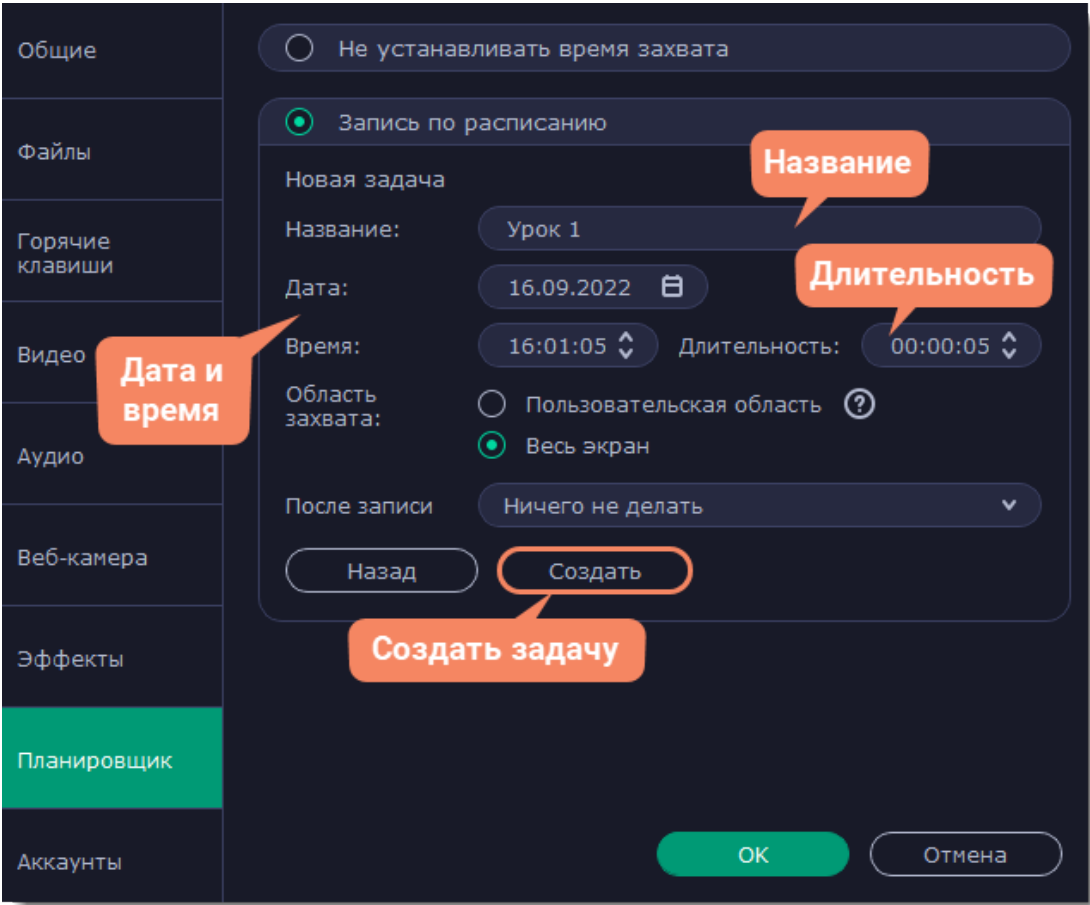 Общие
Файлы
Горячие
клавиши
Видео
Аудио
Веб-камера
Эффекты
Планировщик
Аккаунты
Не устанавливать время захвата
Запись по расписанию
Название
Новая задача
Название: Урок 1
Длительность
Дата: 16.09.2022
Время: 16:01:05 Длительность: 00:00:05
Дата и
время
Область
захвата:
Пользовательская область ?
Весь экран
После записи Ничего не делать
Назад Создать
Создать задачу
OK Отмена